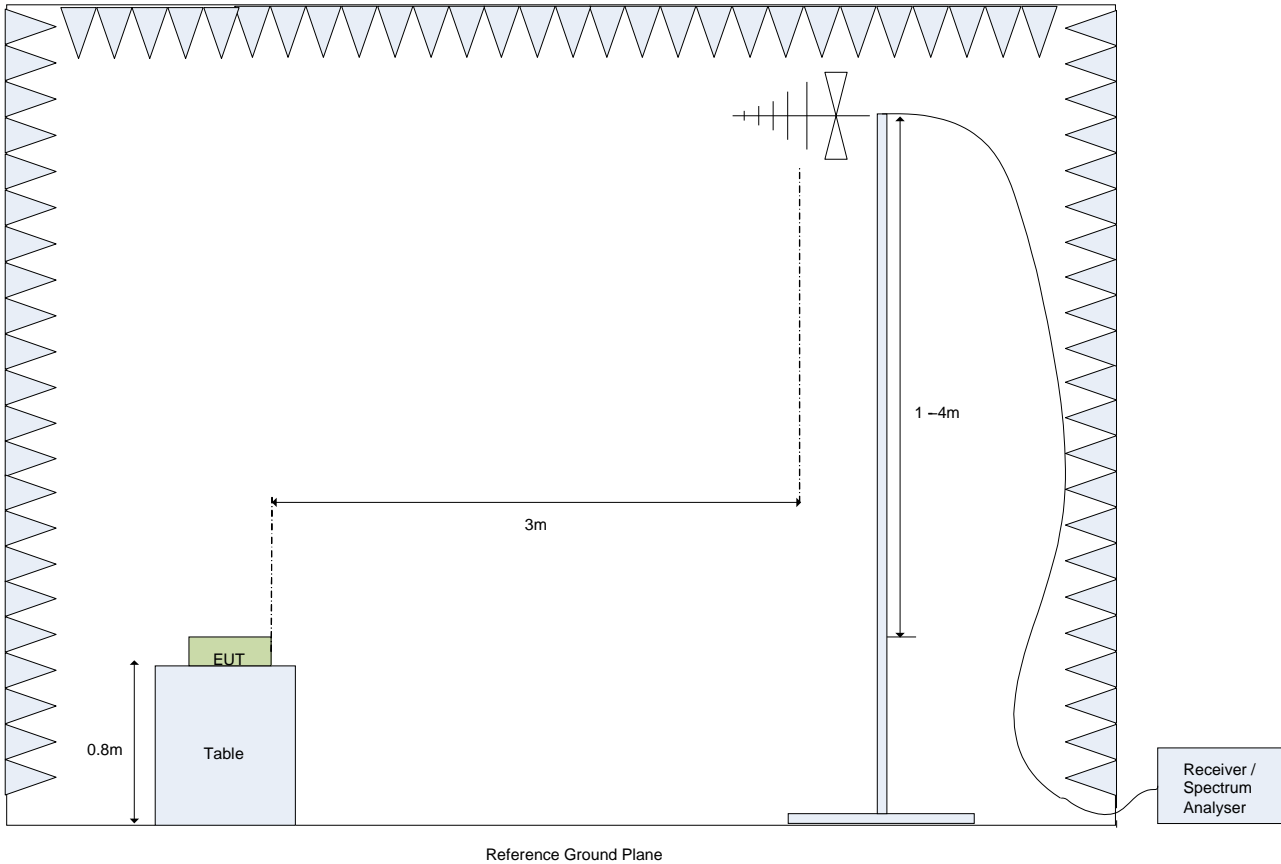 1 –4m
3m
EUT
0.8m
Table
Receiver /
Spectrum
Analyser
Reference Ground Plane